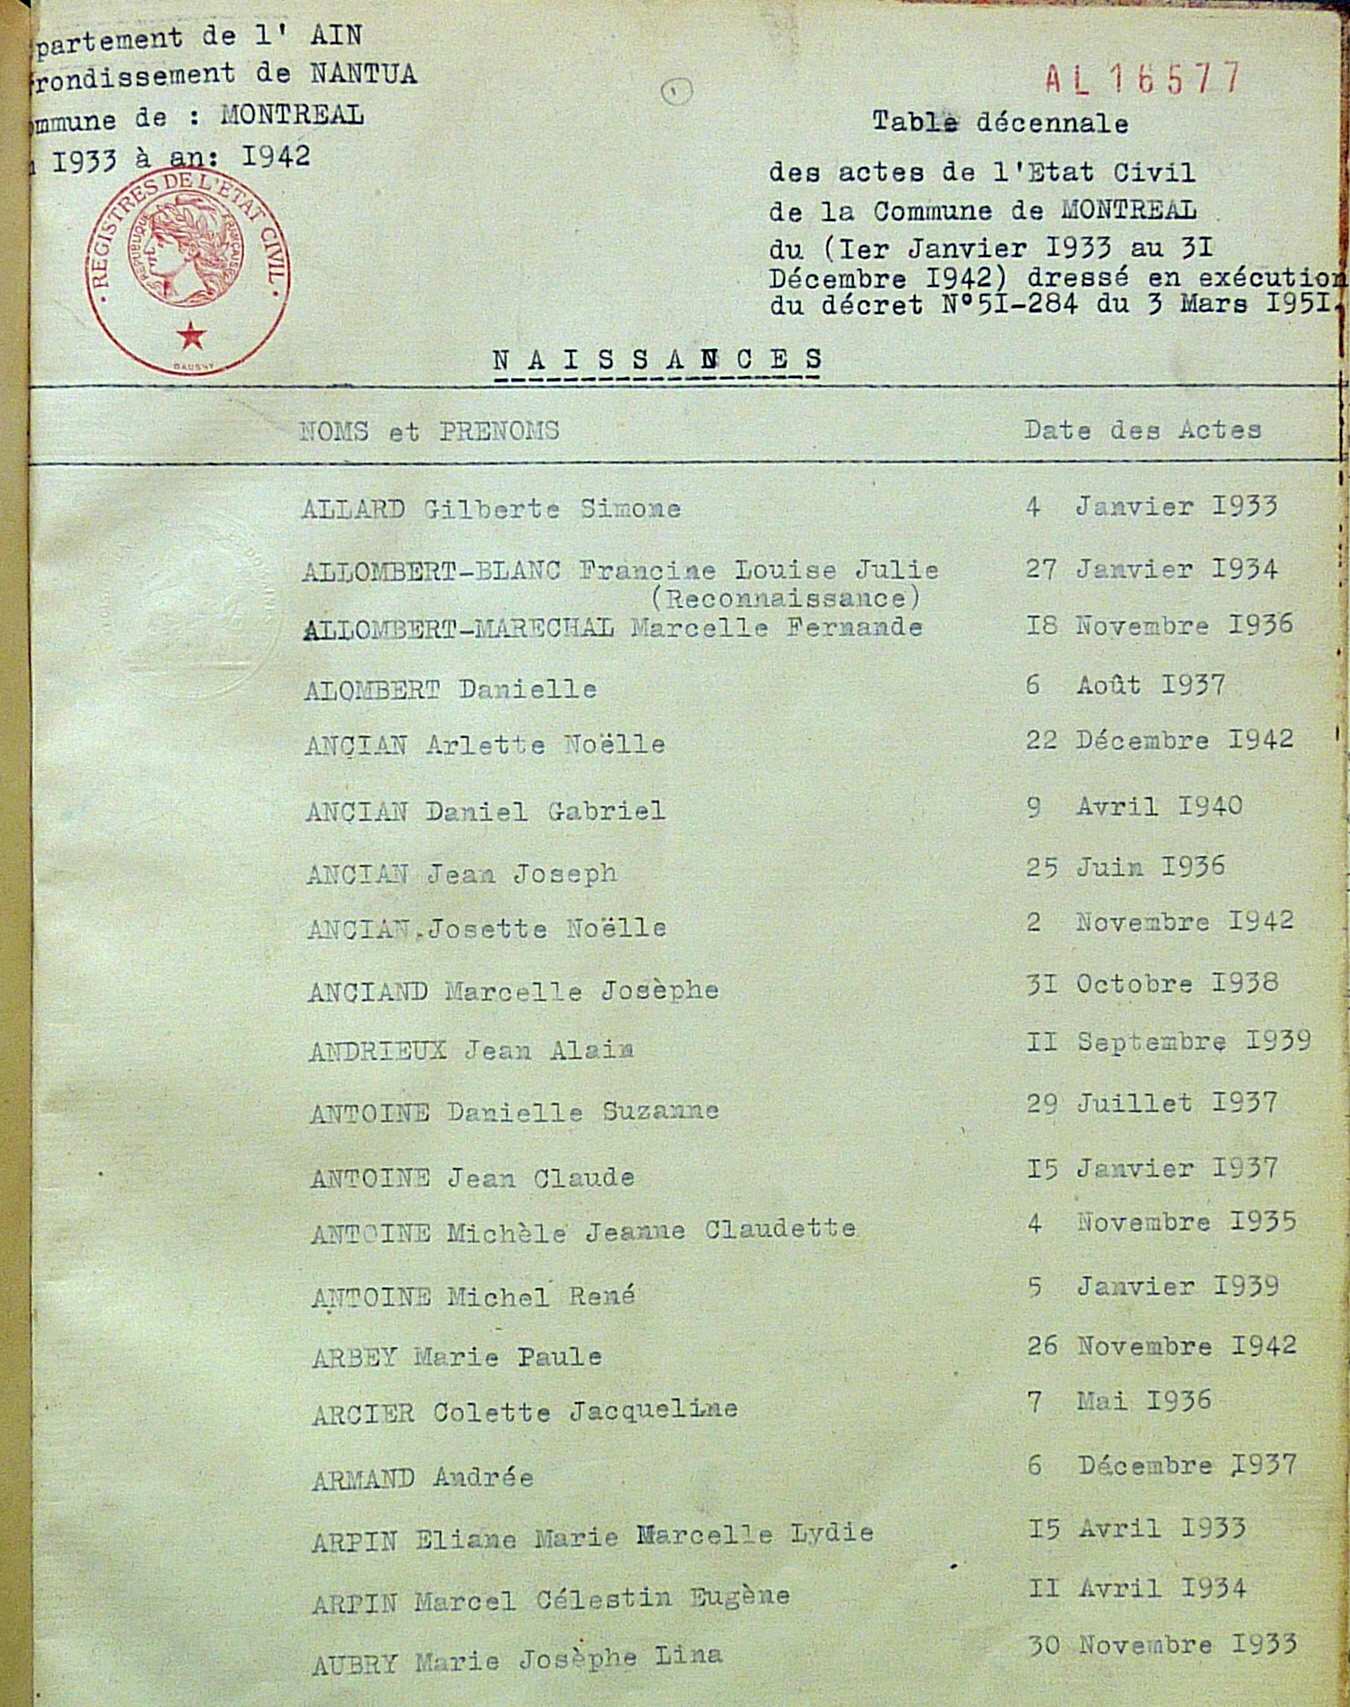 partement de l' AIN
rondissement de NANTUA
mmune de : MONTREAL
I933 à an: I942
REGISTRES DE L'ETAT CIVIL
REPUBLIQUE FRANCAISE
DAUSSY
1
AL16577
Table décennale
des actes de l'Etat Civil
de la Commune de MONTREAL
du (Ier Janvier I933 au 3I
Décembre I942) dressé en exécution
du décret N°5I-284 du 3 Mars I95I.
NAISSANCES
NOMS et PRENOMS Date des Actes
ALLARD Gilberte Simone 4 Janvier I933
ALLOMBERT-BLANC Francine Louise Julie 27 Janvier I934
(Reconnaissance)
ALLOMBERT-MARECHAL Marcelle Fernande I8 Novembre I936
ALOMBERT Danielle 6 Août I937
ANCIAN Arlette Noëlle 22 Décembre I942
ANCIAN Daniel Gabriel 9 Avril I940
ANCIAN Jean Joseph 25 Juin I936
ANCIAN.Josette Noëlle 2 Novembre I942
ANCIAND Marcelle Josèphe 3I Octobre I938
ANDRIEUX Jean Alain II Septembre I939
ANTOINE Danielle Suzanne 29 Juillet I937
ANTOINE Jean Claude I5 Janvier I937
ANTOINE Michèle Jeanne Claudette 4 Novembre I935
ANTOINE Michel René 5 Janvier I939
ARBEY Marie Paule 26 Novembre I942
ARCIER Colette Jacqueline 7 Mai I936
ARMAND Andrée 6 Décembre I937
ARPIN Eliane Marie Marcelle Lydie I5 Avril I933
ARPIN Marcel Célestin Eugène II Avril I934
AUBRY Marie Josèphe Lina 30 Novembre I933